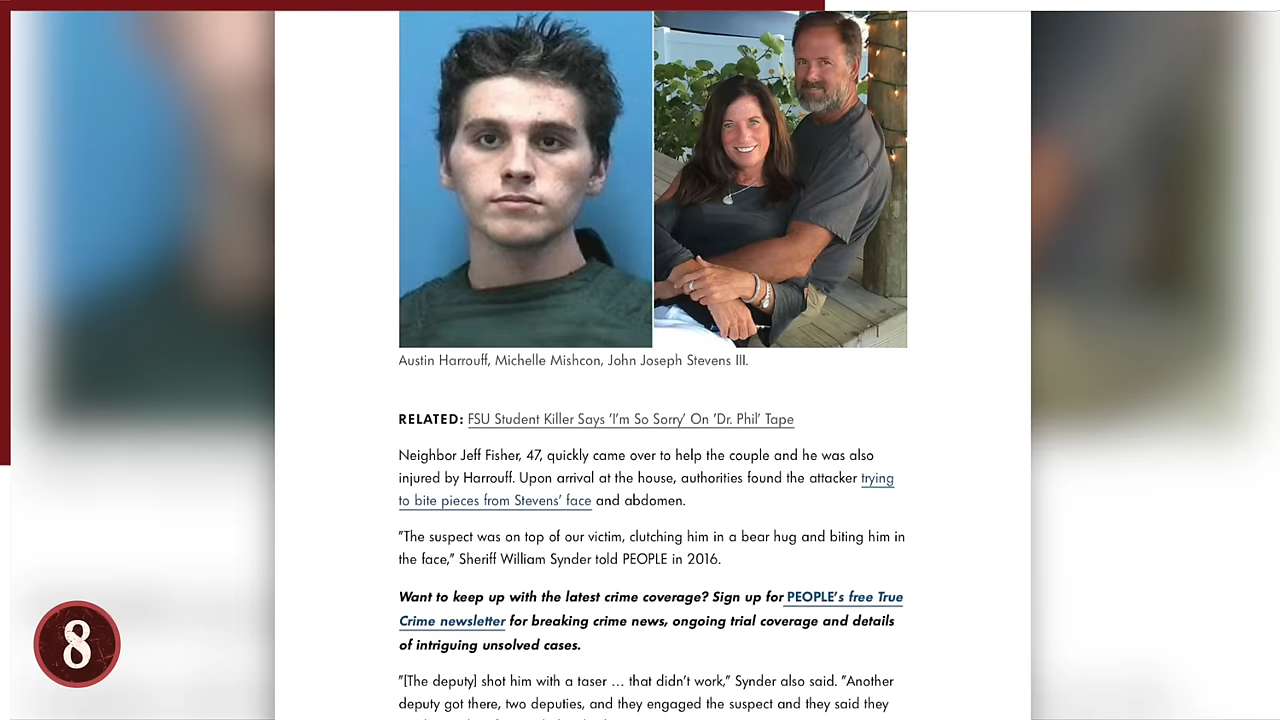 Austin Harrouff, Michelle Mishcon, John Joseph Stevens III.
RELATED: FSU Student Killer Says 'I'm So Sorry' On 'Dr. Phil' Tape
Neighbor Jeff Fisher, 47, quickly came over to help the couple and he was also
injured by Harrouff. Upon arrival at the house, authorities found the attacker trying
to bite pieces from Stevens' face and abdomen.
"The suspect was on top of our victim, clutching him in a bear hug and biting him in
the face," Sheriff William Synder told PEOPLE in 2016.
Want to keep up with the latest crime coverage? Sign up for PEOPLE's free True
Crime newsletter for breaking crime news, ongoing trial coverage and details
of intriguing unsolved cases.
"[The deputy] shot him with a taser … that didn't work," Synder also said. "Another
deputy got there, two deputies, and they engaged the suspect and they said they
8